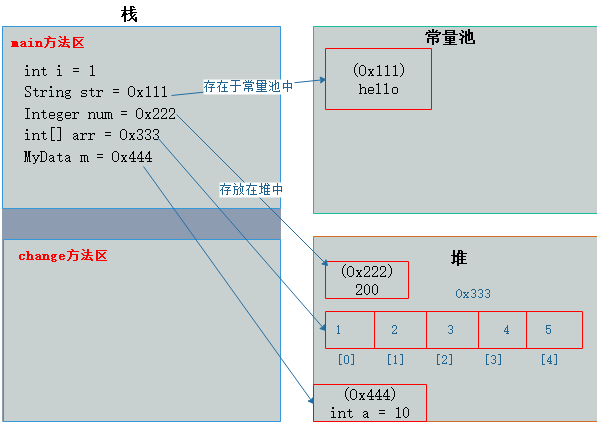 栈
main方法区
int i = 1
String str = 0x111
Integer num = 0x222
int[] arr = 0x333
MyData m = 0x444
存在于常量池中
存放在堆中
change方法区
常量池
(0x111)
hello
堆
(0x222)
200
0x333
1 2 3 4 5
[0] [1] [2] [3] [4]
(0x444)
int a = 10